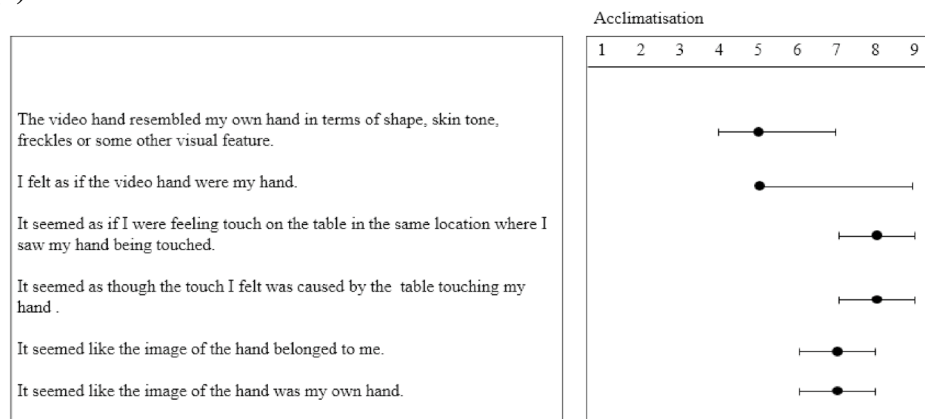 Acclimatisation
1 2 3 4 5 6 7 8 9
The video hand resembled my own hand in terms of shape, skin tone,
freckles or some other visual feature.
I felt as if the video hand were my hand.
It seemed as if I were feeling touch on the table in the same location where I
saw my hand being touched.
It seemed as though the touch I felt was caused by the table touching my
hand .
It seemed like the image of the hand belonged to me.
It seemed like the image of the hand was my own hand.